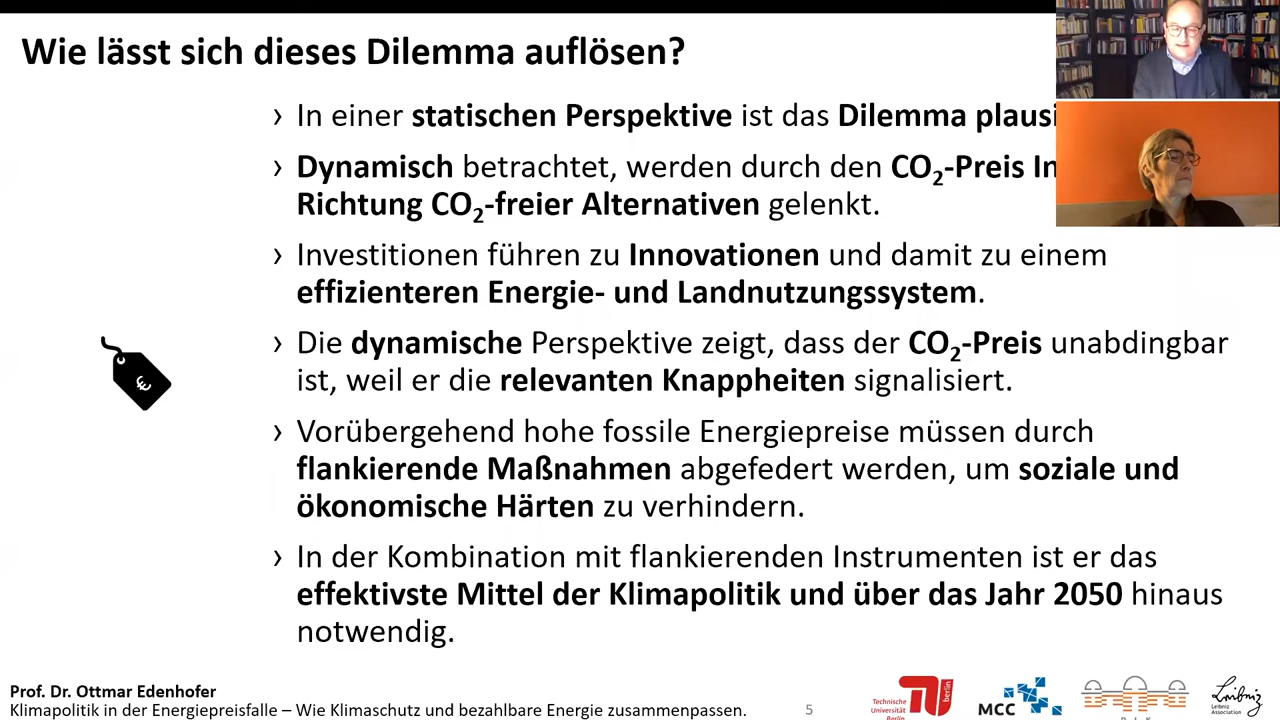 Wie lässt sich dieses Dilemma auflösen?
› In einer statischen Perspektive ist das Dilemma
› Dynamisch betrachtet, werden durch den CO₂-Preis
Richtung CO₂-freier Alternativen gelenkt.
› Investitionen führen zu Innovationen und damit zu einem
effizienteren Energie- und Landnutzungssystem.
› Die dynamische Perspektive zeigt, dass der CO₂-Preis unabdingbar
ist, weil er die relevanten Knappheiten signalisiert.
€
› Vorübergehend hohe fossile Energiepreise müssen durch
flankierende Maßnahmen abgefedert werden, um soziale und
ökonomische Härten zu verhindern.
› In der Kombination mit flankierenden Instrumenten ist er das
effektivste Mittel der Klimapolitik und über das Jahr 2050 hinaus
notwendig.
Prof. Dr. Ottmar Edenhofer
Klimapolitik in der Energiepreisfalle – Wie Klimaschutz und bezahlbare Energie zusammenpassen.
5
Technische
Universität
Berlin
berlin
MCC
P I K
Leibniz
Leibniz
Association